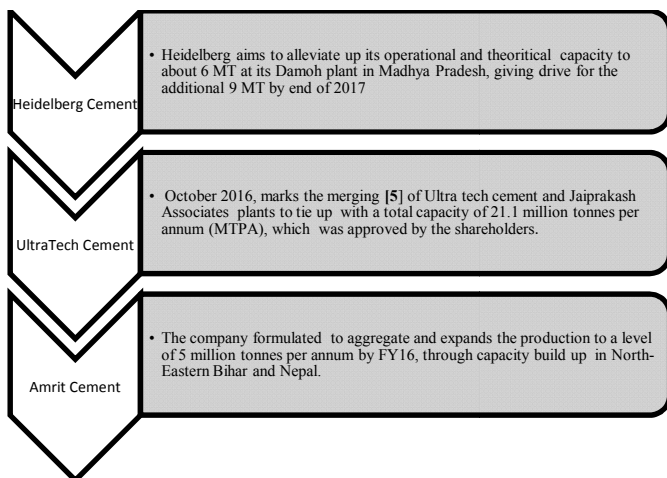 Heidelberg Cement
• Heidelberg aims to alleviate up its operational and theoritical capacity to
about 6 MT at its Damoh plant in Madhya Pradesh, giving drive for the
additional 9 MT by end of 2017
UltraTech Cement
• October 2016, marks the merging [5] of Ultra tech cement and Jaiprakash
Associates plants to tie up with a total capacity of 21.1 million tonnes per
annum (MTPA), which was approved by the shareholders.
Amrit Cement
• The company formulated to aggregate and expands the production to a level
of 5 million tonnes per annum by FY16, through capacity build up in North-
Eastern Bihar and Nepal.